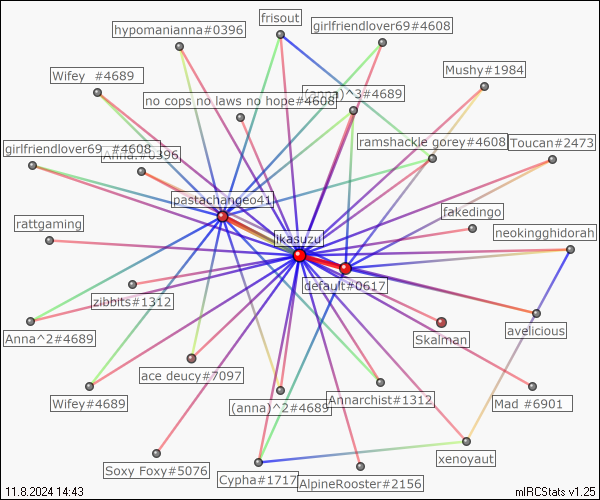 frisout
hypomanianna#0396
girlfriendlover69#4608
Wifey #4689
Mushy#1984
(anna)^3#4689
no cops no laws no hope#4608
ramshackle gorey#4608
Toucan#2473
girlfriendlover69 #4608
Anna.#0396
pastachangeo41
rattgaming
fakedingo
neokingghidorah
ikasuzu
default#0617
zibbits#1312
Anna^2#4689
avelicious
Skalman
ace deucy#7097
Wifey#4689
(anna)^2#4689
Annarchist#1312
Mad #6901
xenoyaut
Soxy Foxy#5076
Cypha#1717
AlpineRooster#2156
11.8.2024 14:43
mIRCStats v1.25